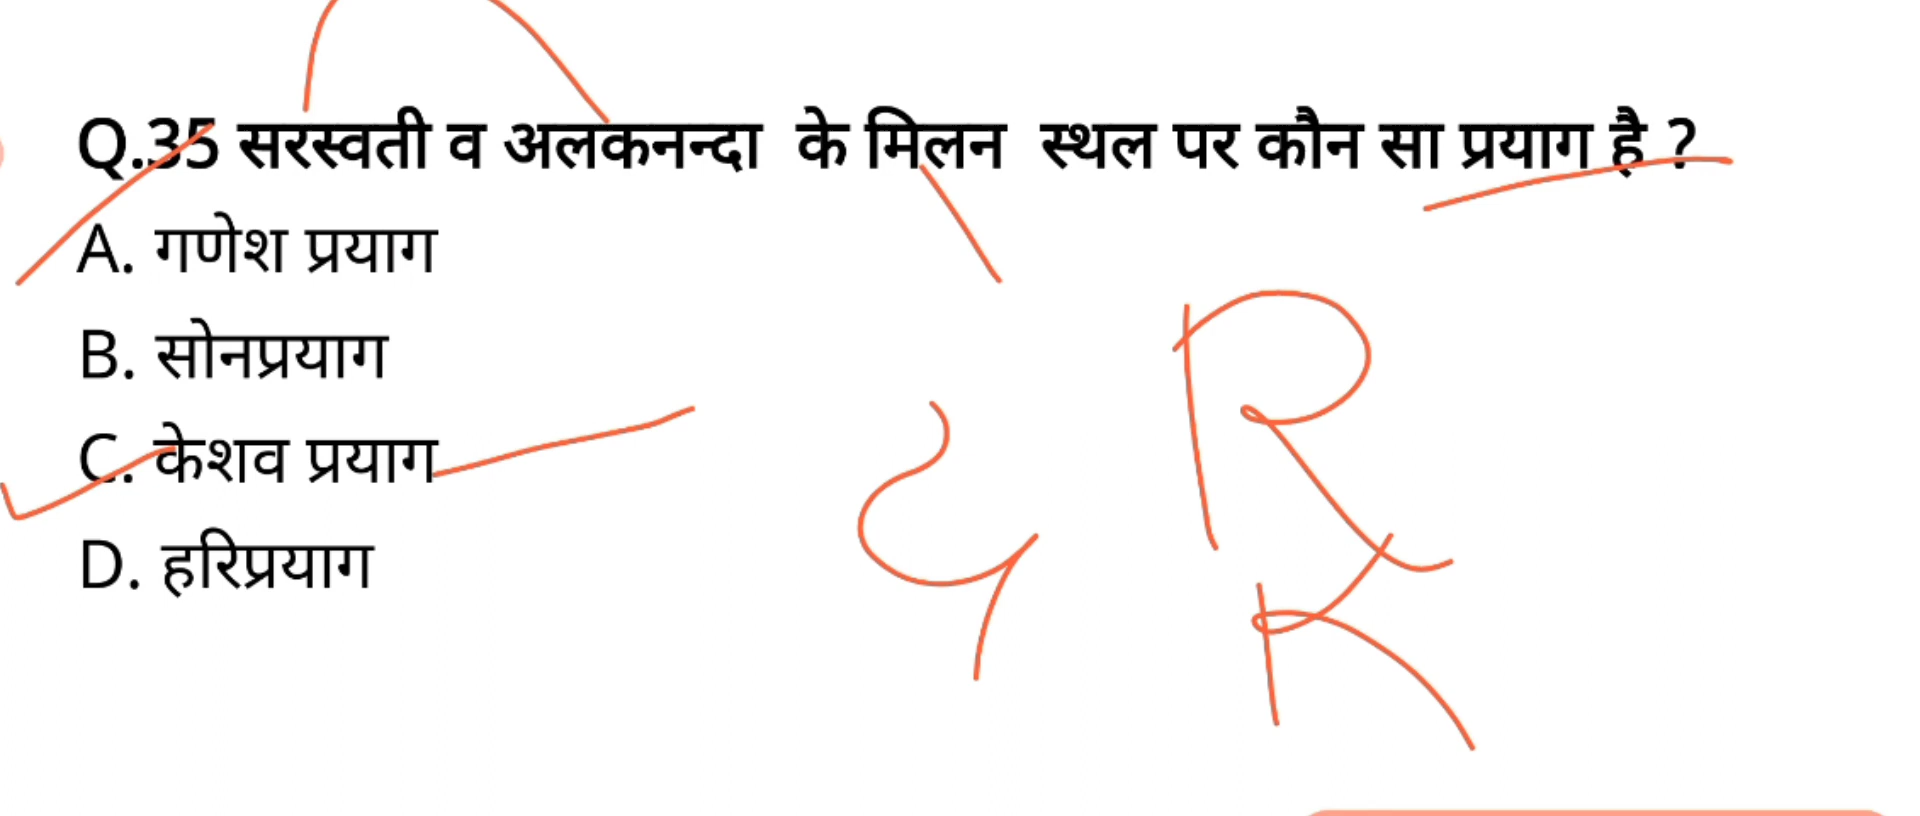 Q.35 सरस्वती व अलकनन्दा के मिलन स्थल पर कौन सा प्रयाग है ?
A. गणेश प्रयाग
B. सोनप्रयाग
C. केशव प्रयाग
D. हरिप्रयाग
R
K